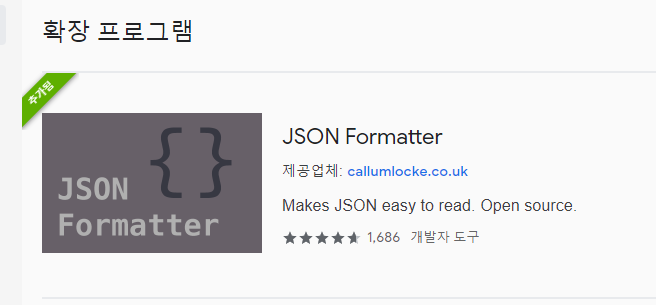 확장 프로그램
추가됨
JSON
Formatter
{}
JSON Formatter
제공업체: callumlocke.co.uk
Makes JSON easy to read. Open source.
1,686 개발자 도구